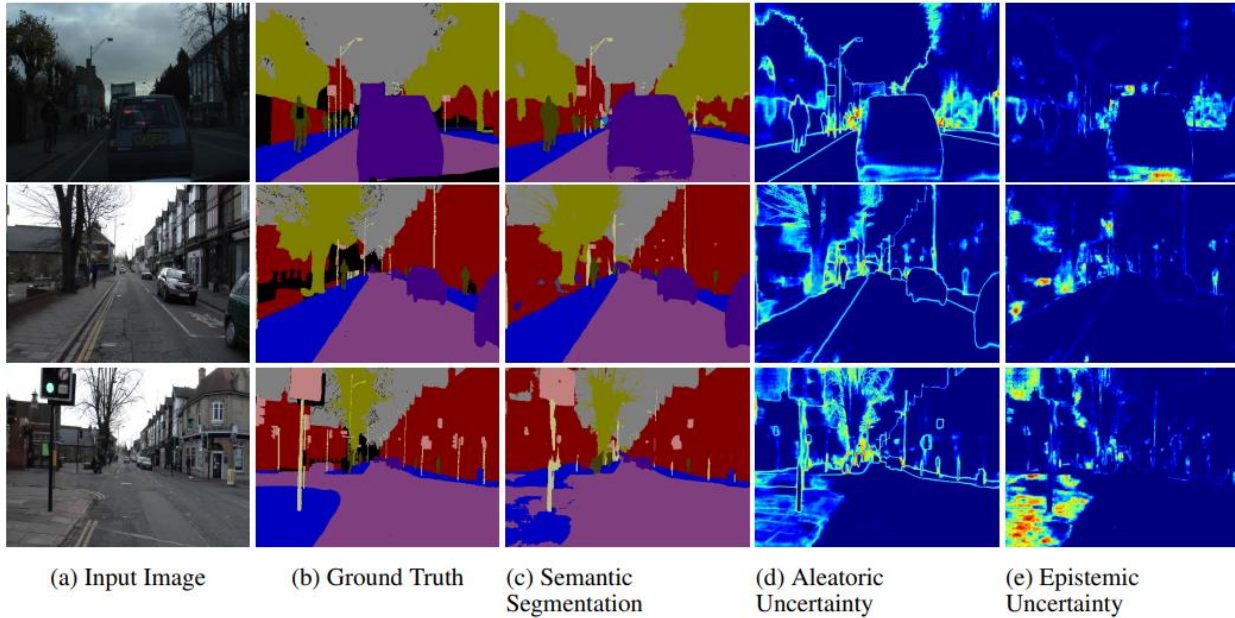 (a) Input Image
(b) Ground Truth
(c) Semantic
Segmentation
(d) Aleatoric
Uncertainty
(e) Epistemic
Uncertainty